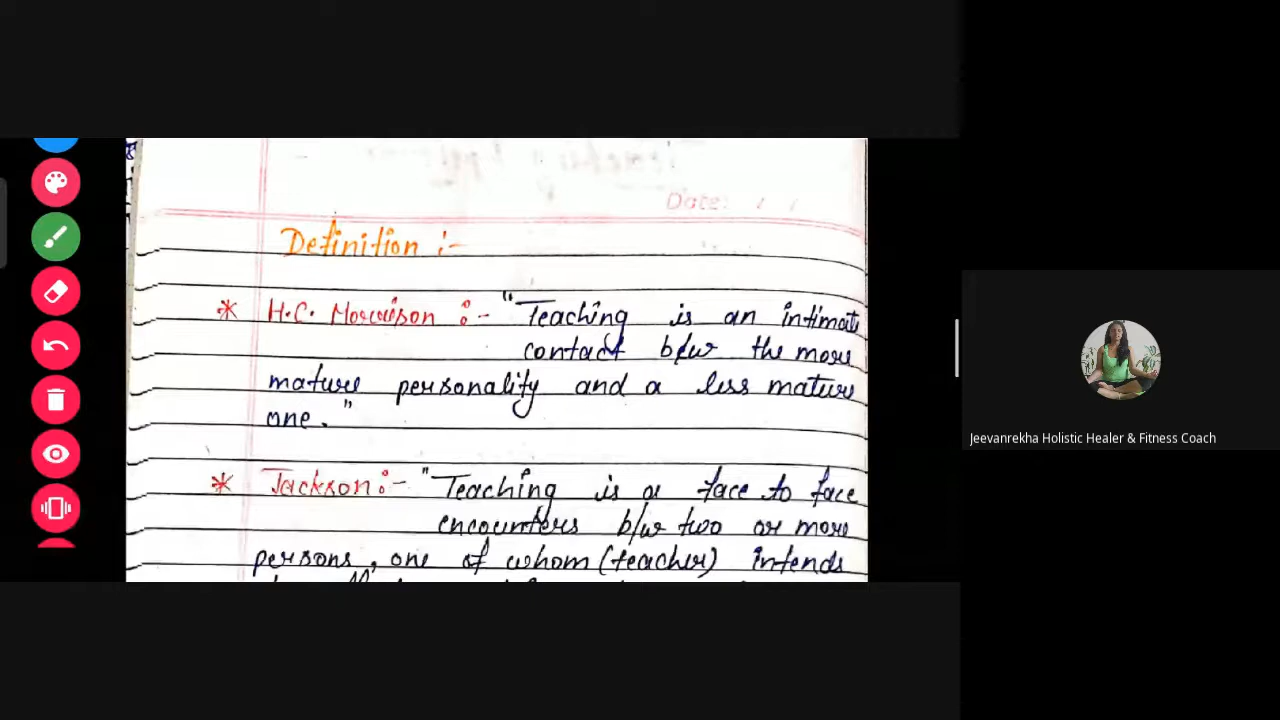 Date:
Definition :-
* H.C. Morrison :- "Teaching is an intimate
contact b/w the more
mature personality and a less mature
one."
* Jackson :- "Teaching is a face to face
encounters b/w two or more
persons, one of whom (teacher) intends
Jeevanrekha Holistic Healer & Fitness Coach